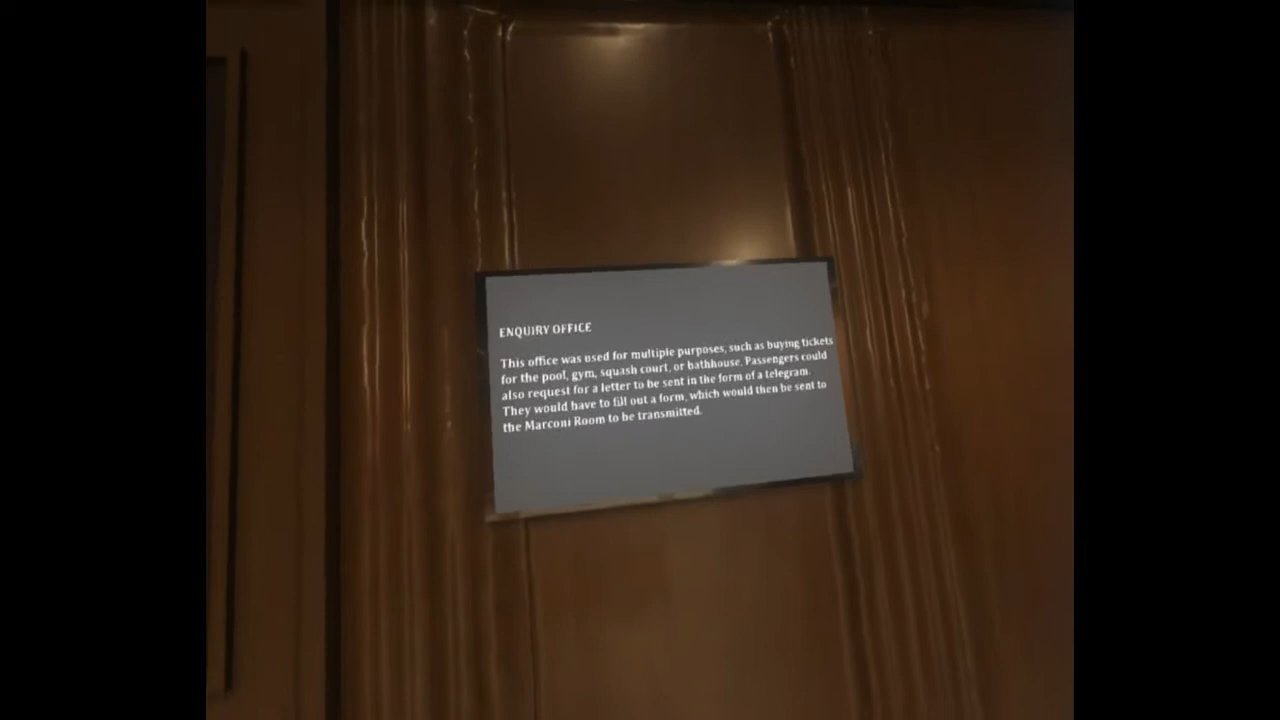 ENQUIRY OFFICE
This office was used for multiple purposes, such as buying tickets
for the pool, gym, squash court, or bathhouse. Passengers could
also request for a letter to be sent in the form of a telegram.
They would have to fill out a form, which would then be sent to
the Marconi Room to be transmitted.